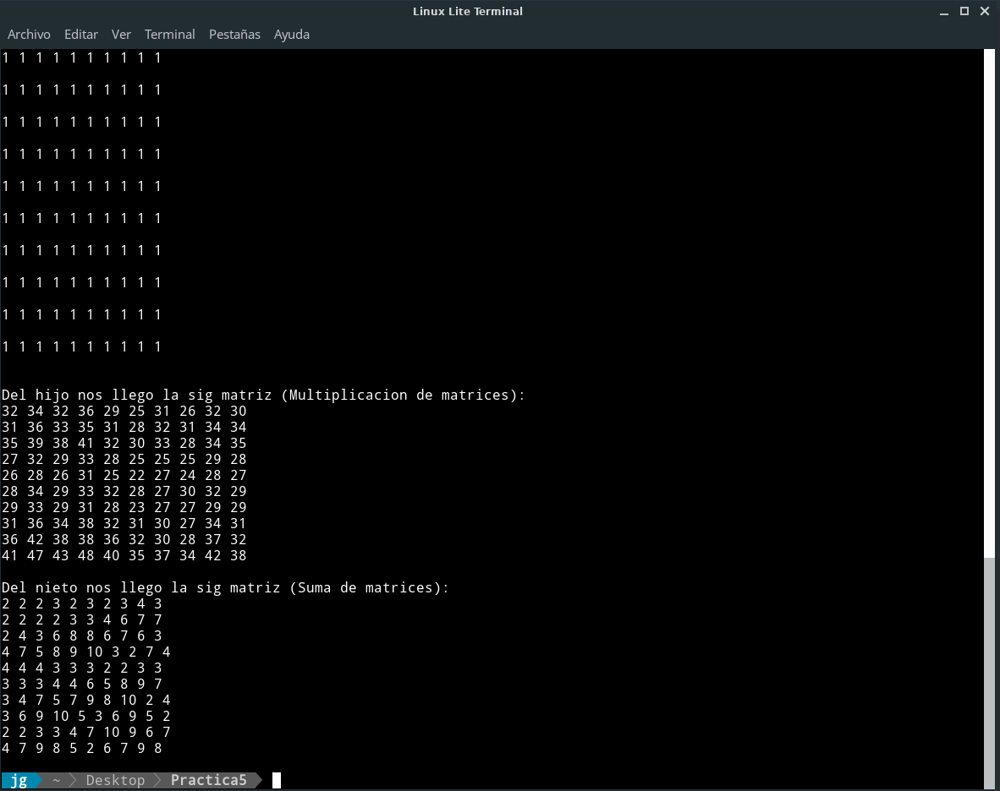 Linux Lite Terminal
Archivo Editar Ver Terminal Pestañas Ayuda
1 1 1 1 1 1 1 1 1 1
1 1 1 1 1 1 1 1 1 1
1 1 1 1 1 1 1 1 1 1
1 1 1 1 1 1 1 1 1 1
1 1 1 1 1 1 1 1 1 1
1 1 1 1 1 1 1 1 1 1
1 1 1 1 1 1 1 1 1 1
1 1 1 1 1 1 1 1 1 1
1 1 1 1 1 1 1 1 1 1
1 1 1 1 1 1 1 1 1 1
Del hijo nos llego la sig matriz (Multiplicacion de matrices):
32 34 32 36 29 25 31 26 32 30
31 36 33 35 31 28 32 31 34 34
35 39 38 41 32 30 33 28 34 35
27 32 29 33 28 25 25 25 29 28
26 28 26 31 25 22 27 24 28 27
28 34 29 33 32 28 27 30 32 29
29 33 29 31 28 23 27 27 29 29
31 36 34 38 32 31 30 27 34 31
36 42 38 38 36 32 30 28 37 32
41 47 43 48 40 35 37 34 42 38
Del nieto nos llego la sig matriz (Suma de matrices):
2 2 2 3 2 3 2 3 4 3
2 2 2 2 3 3 4 6 7 7
2 4 3 6 8 8 6 7 6 3
4 7 5 8 9 10 3 2 7 4
4 4 4 3 3 3 2 2 3 3
3 3 3 4 4 6 5 8 9 7
3 4 7 5 7 9 8 10 2 4
3 6 9 10 5 3 6 9 5 2
2 2 3 3 4 7 10 9 6 7
4 7 9 8 5 2 6 7 9 8
jg ~ Desktop Practica5